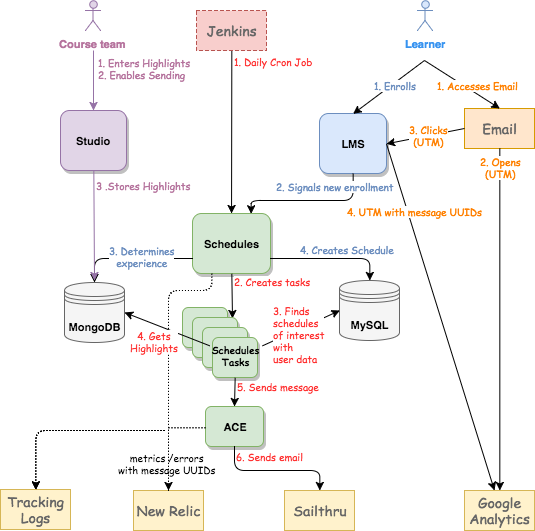 Course team
Jenkins
Learner
1. Enters Highlights
2. Enables Sending
1. Daily Cron Job
1. Enrolls
1. Accesses Email
Studio
LMS
3. Clicks
(UTM)
Email
2. Opens
(UTM)
3 .Stores Highlights
2. Signals new enrollment
4. UTM with message UUIDs
Schedules
3. Determines
experience
4. Creates Schedule
2. Creates tasks
MongoDB
MySQL
3. Finds
schedules
of interest
with
user data
4. Gets
Highlights
Schedules
Tasks
5. Sends message
ACE
metrics /errors
with message UUIDs
6. Sends email
Tracking
Logs
New Relic
Sailthru
Google
Analytics